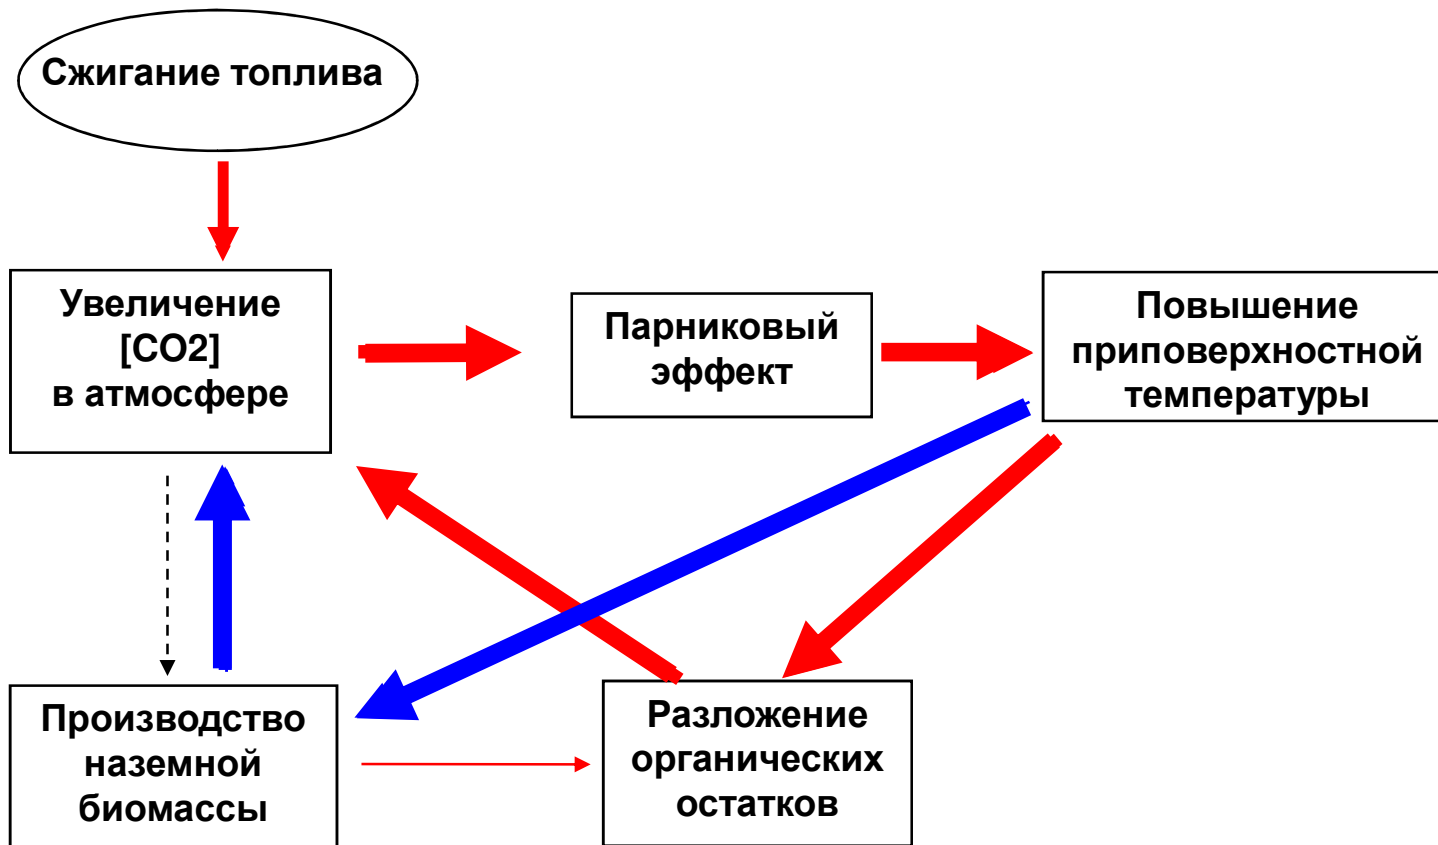 Сжигание топлива
Увеличение
[CO2]
в атмосфере
Парниковый
эффект
Повышение
приповерхностной
температуры
Производство
наземной
биомассы
Разложение
органических
остатков